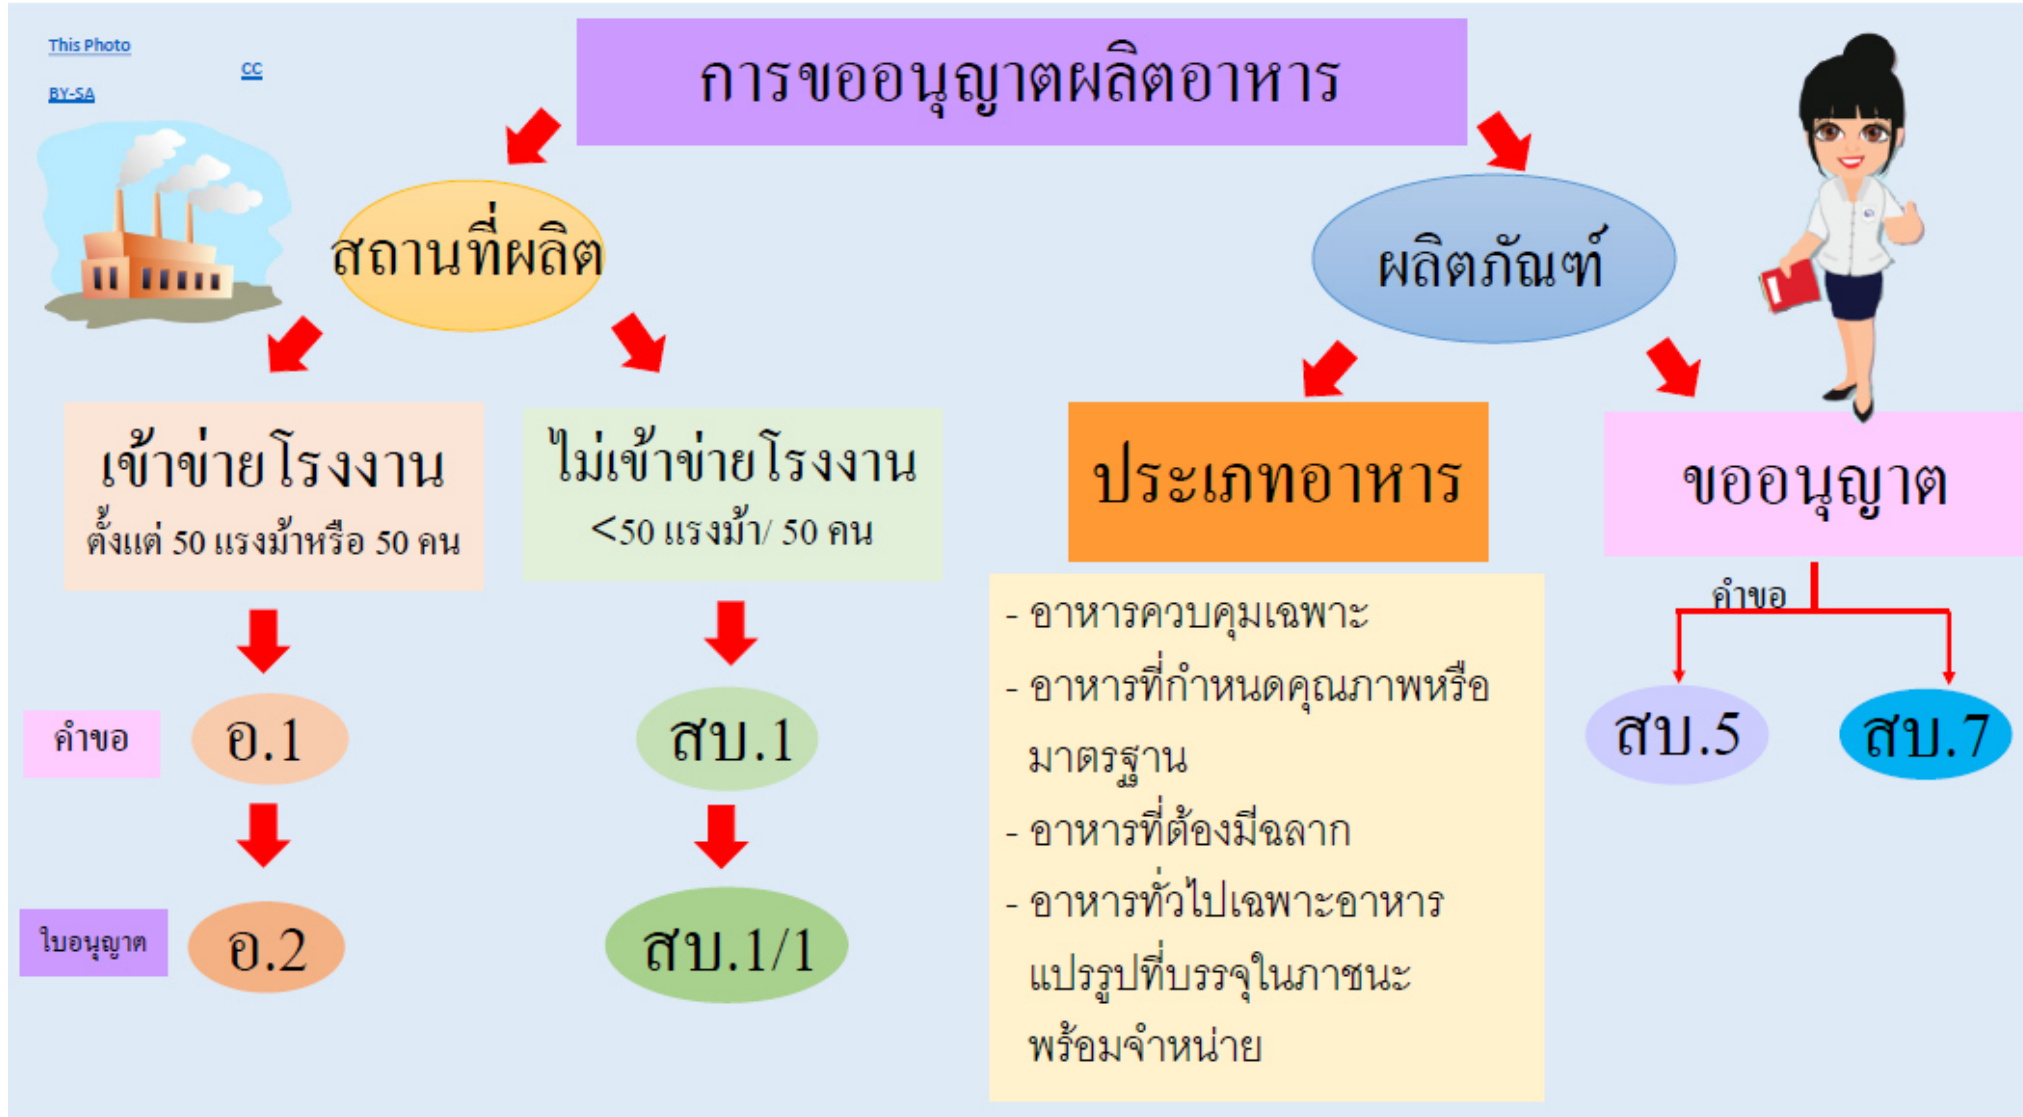 This Photo
CC
BY-SA
การขออนุญาตผลิตอาหาร
สถานที่ผลิต
ผลิตภัณฑ์
เข้าข่ายโรงงาน
ตั้งแต่ 50 แรงม้าหรือ 50 คน
ไม่เข้าข่ายโรงงาน
<50 แรงม้า/ 50 คน
ประเภทอาหาร
ขออนุญาต
คำขอ
อ.1
สบ.1
ใบอนุญาต
อ.2
สบ.1/1
- อาหารควบคุมเฉพาะ
- อาหารที่กำหนดคุณภาพหรือ
มาตรฐาน
- อาหารที่ต้องมีฉลาก
- อาหารทั่วไปเฉพาะอาหาร
แปรรูปที่บรรจุในภาชนะ
พร้อมจำหน่าย
คำขอ
สบ.5
สบ.7